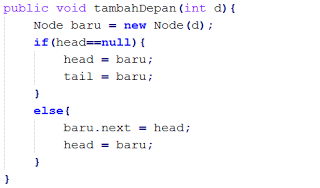 public void tambahDepan(int d){
    Node baru = new Node(d);
    if(head==null){
        head = baru;
        tail = baru;
    }
    else{
        baru.next = head;
        head = baru;
    }
}